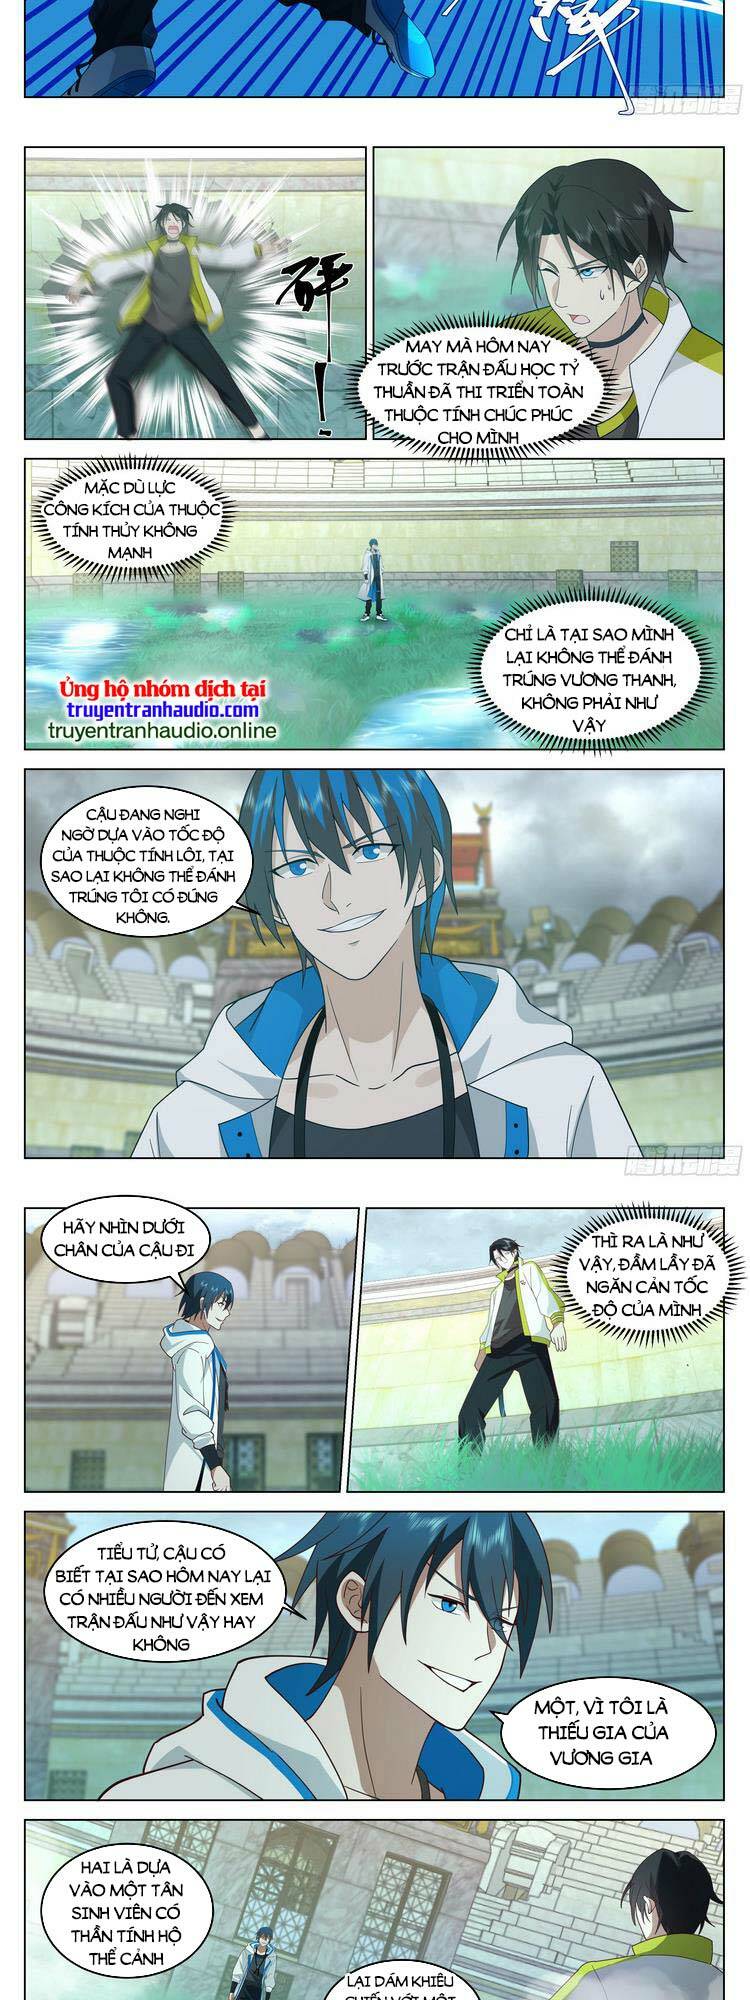 MAY MÀ HÔM NAY
TRƯỚC TRẬN ĐẤU HỌC TỶ
THUẦN ĐÃ THI TRIỂN TOÀN
THUỘC TÍNH CHÚC PHÚC
CHO MÌNH
MẶC DÙ LỰC
CÔNG KÍCH CỦA THUỘC
TÍNH THỦY KHÔNG
MẠNH
CHỈ LÀ TẠI SAO MÌNH
LẠI KHÔNG THỂ ĐÁNH
TRÚNG VƯƠNG THANH,
KHÔNG PHẢI NHƯ
VẬY
Ủng hộ nhóm dịch tại
truyentranhaudio.com
truyentranhaudio.online
CẬU ĐANG NGHI
NGỜ DỰA VÀO TỐC ĐỘ
CỦA THUỘC TÍNH LÔI, TẠI
SAO LẠI KHÔNG THỂ ĐÁNH
TRÚNG TÔI CÓ ĐÚNG
KHÔNG.
HÃY NHÌN DƯỚI
CHÂN CỦA CẬU ĐI
THÌ RA LÀ NHƯ
VẬY, ĐẦM LẦY ĐÃ
NGĂN CẢN TỐC
ĐỘ CỦA MÌNH
TIỂU TỬ, CẬU CÓ
BIẾT TẠI SAO HÔM NAY LẠI
CÓ NHIỀU NGƯỜI ĐẾN XEM
TRẬN ĐẤU NHƯ VẬY HAY
KHÔNG
MỘT, VÌ TÔI LÀ
THIẾU GIA CỦA
VƯƠNG GIA
HAI LÀ DỰA
VÀO MỘT TÂN
SINH VIÊN CÓ
THẦN TÍNH HỘ
THỂ CẢNH
LẠI DÁM KHIÊU
CHIẾN VỚI MỘT